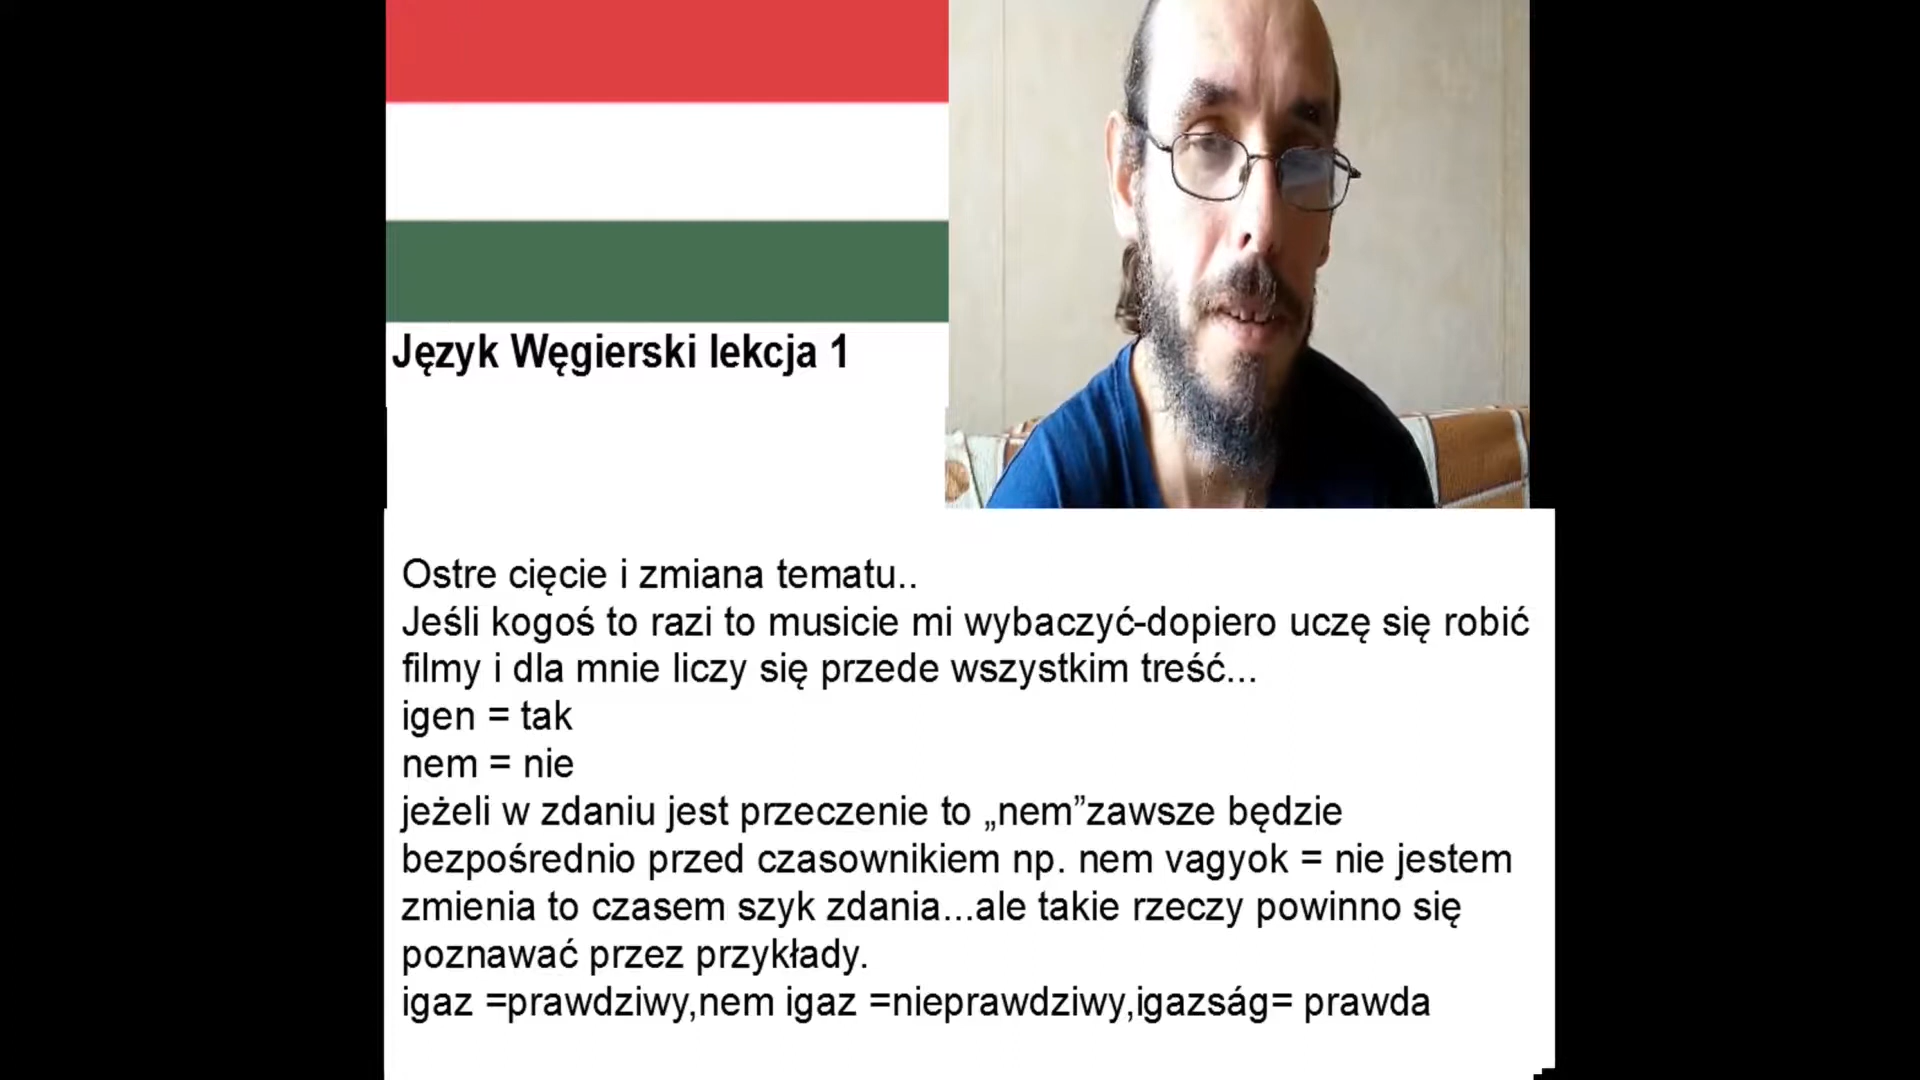 Język Węgierski lekcja 1
Ostre cięcie i zmiana tematu..
Jeśli kogoś to razi to musicie mi wybaczyć-dopiero uczę się robić
filmy i dla mnie liczy się przede wszystkim treść...
igen = tak
nem = nie
jeżeli w zdaniu jest przeczenie to „nem”zawsze będzie
bezpośrednio przed czasownikiem np. nem vagyok = nie jestem
zmienia to czasem szyk zdania...ale takie rzeczy powinno się
poznawać przez przykłady.
igaz =prawdziwy,nem igaz =nieprawdziwy,igazság= prawda